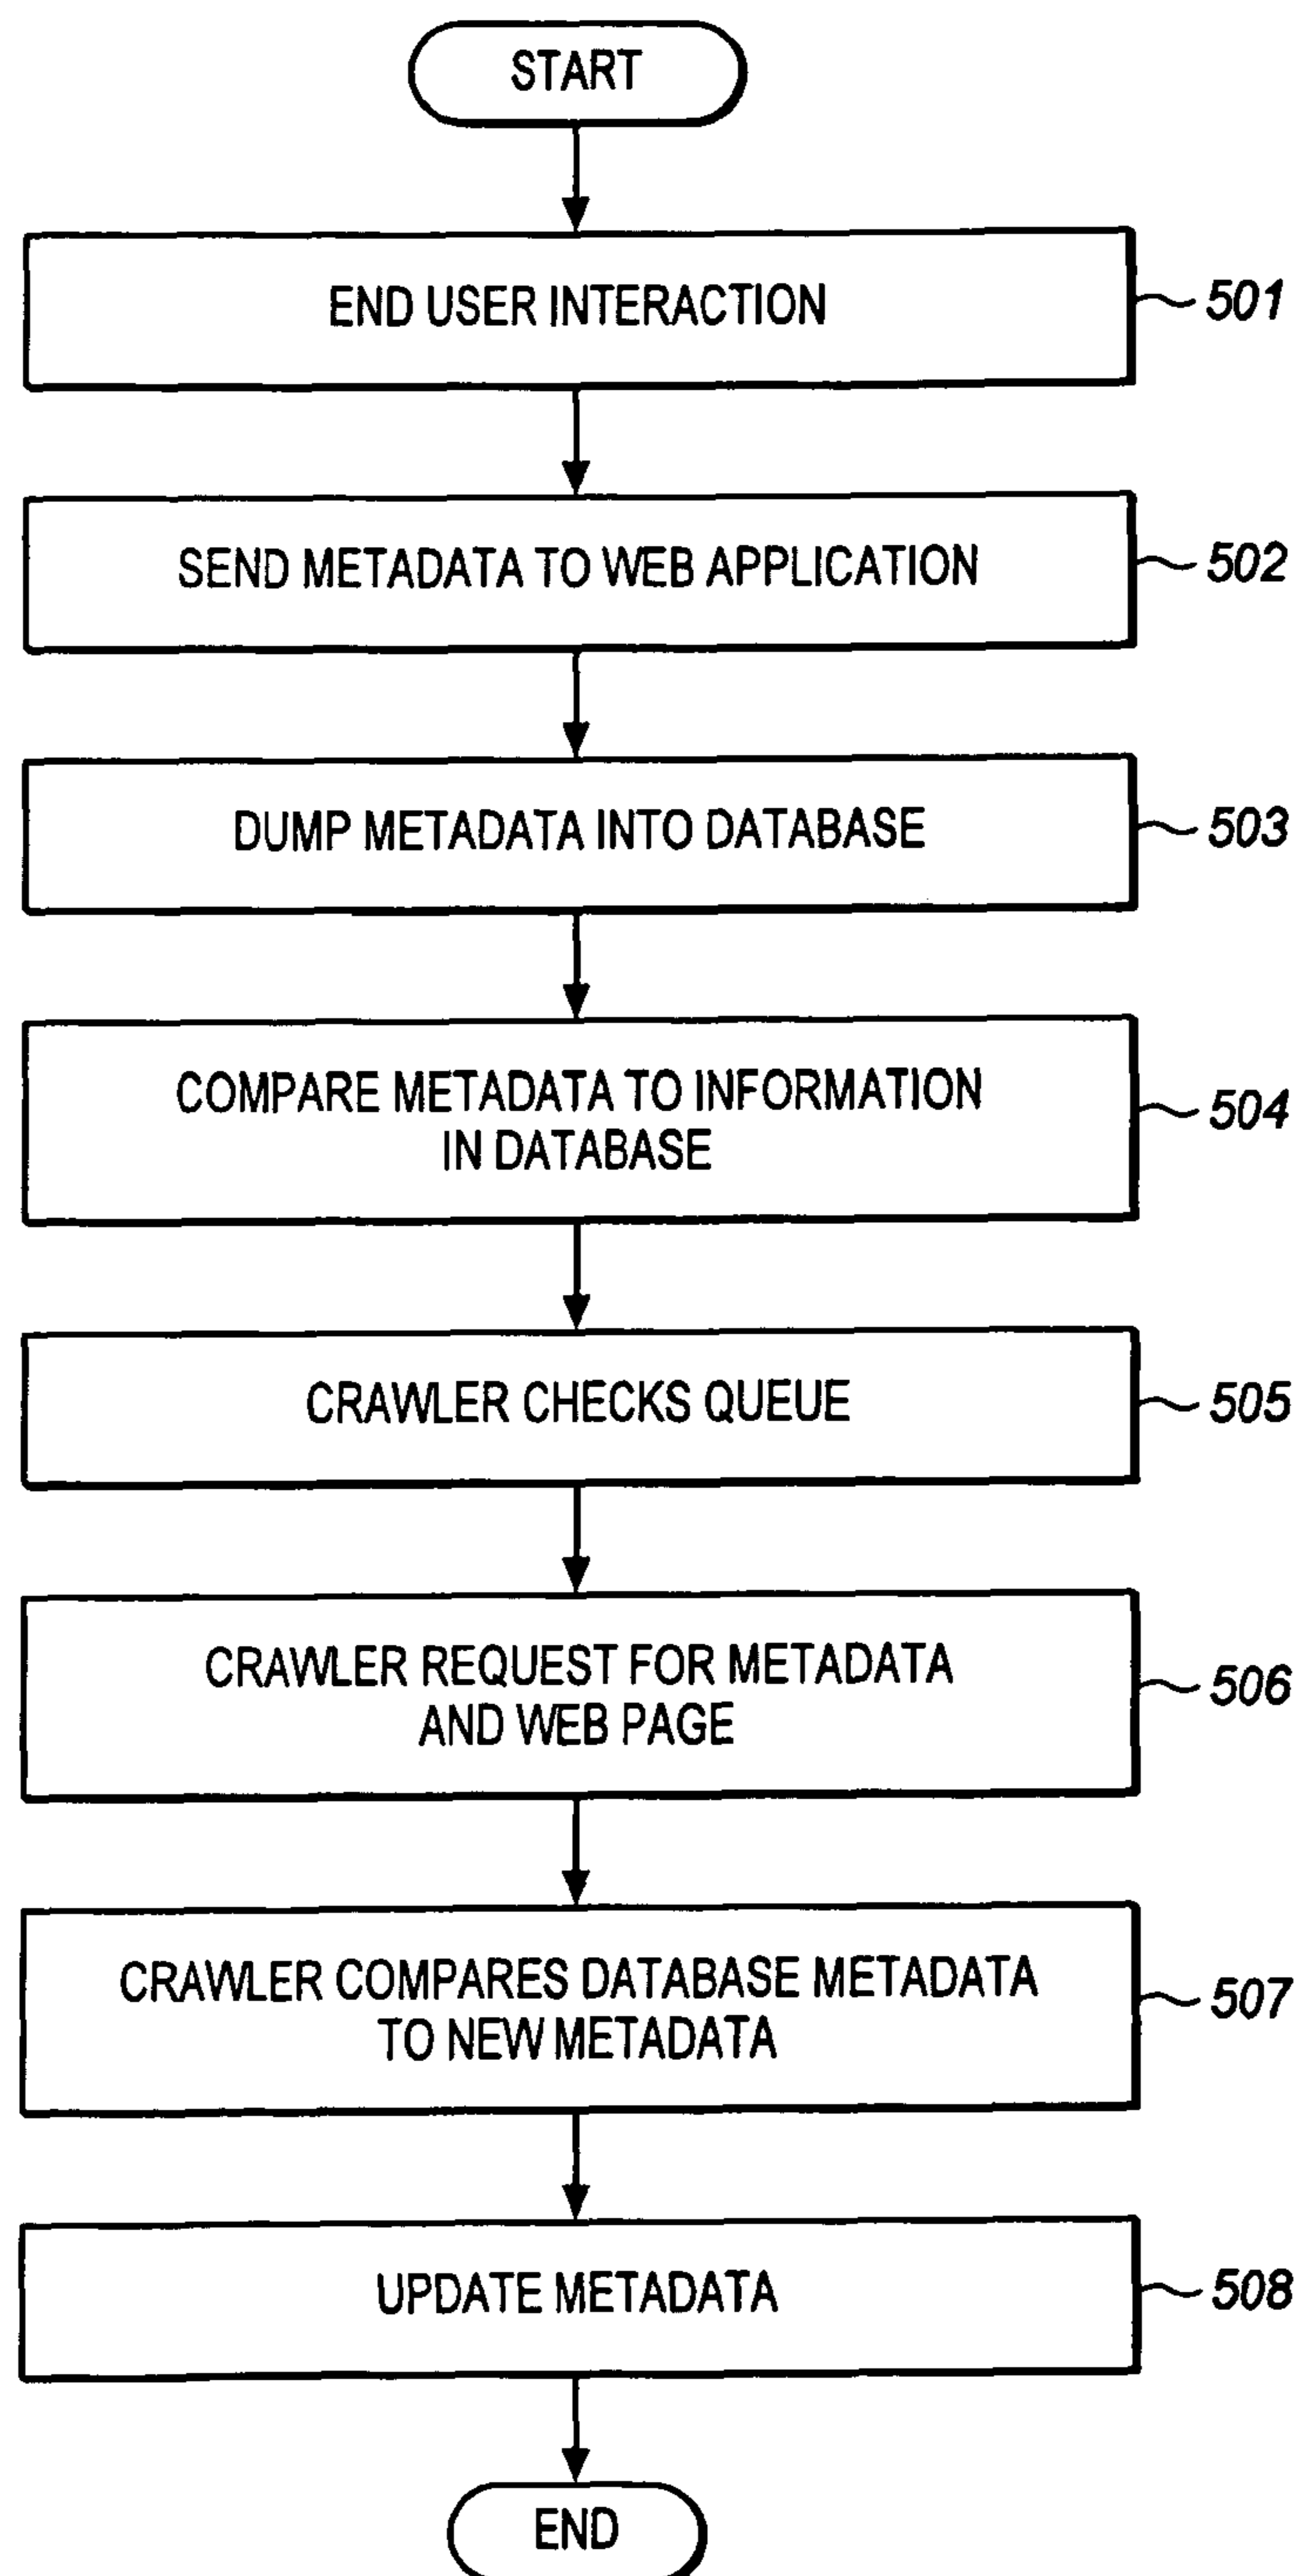 START
END USER INTERACTION
501
SEND METADATA TO WEB APPLICATION
502
DUMP METADATA INTO DATABASE
503
COMPARE METADATA TO INFORMATION
IN DATABASE
504
CRAWLER CHECKS QUEUE
505
CRAWLER REQUEST FOR METADATA
AND WEB PAGE
506
CRAWLER COMPARES DATABASE METADATA
TO NEW METADATA
507
UPDATE METADATA
508
END